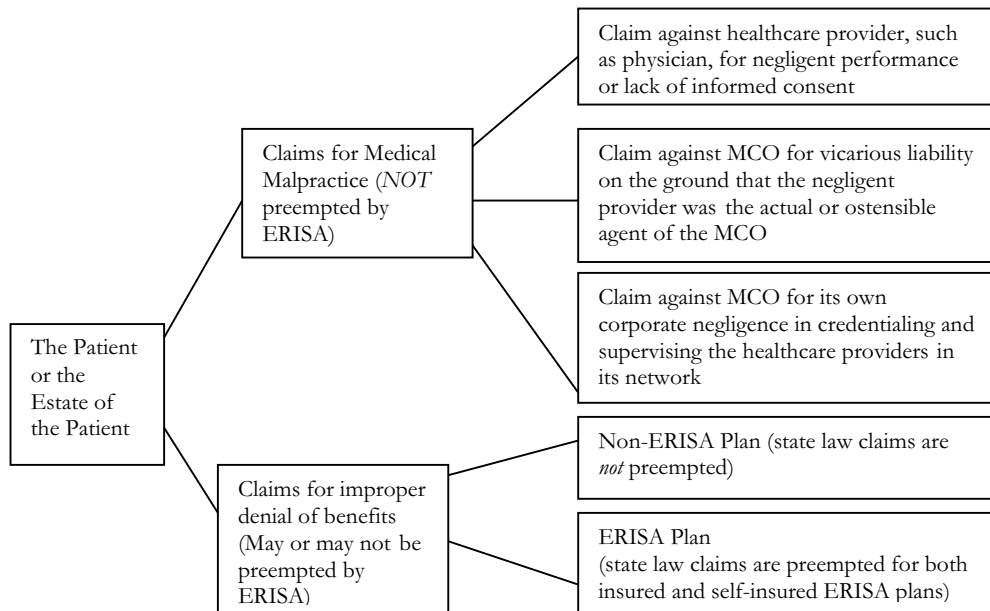 The Patient
or the
Estate of
the Patient
Claims for Medical
Malpractice (NOT
preempted by
ERISA)
Claim against healthcare provider, such
as physician, for negligent performance
or lack of informed consent
Claim against MCO for vicarious liability
on the ground that the negligent
provider was the actual or ostensible
agent of the MCO
Claim against MCO for its own
corporate negligence in credentialing and
supervising the healthcare providers in
its network
Claims for improper
denial of benefits
(May or may not be
preempted by
ERISA)
Non-ERISA Plan (state law claims are
not preempted)
ERISA Plan
(state law claims are preempted for both
insured and self-insured ERISA plans)